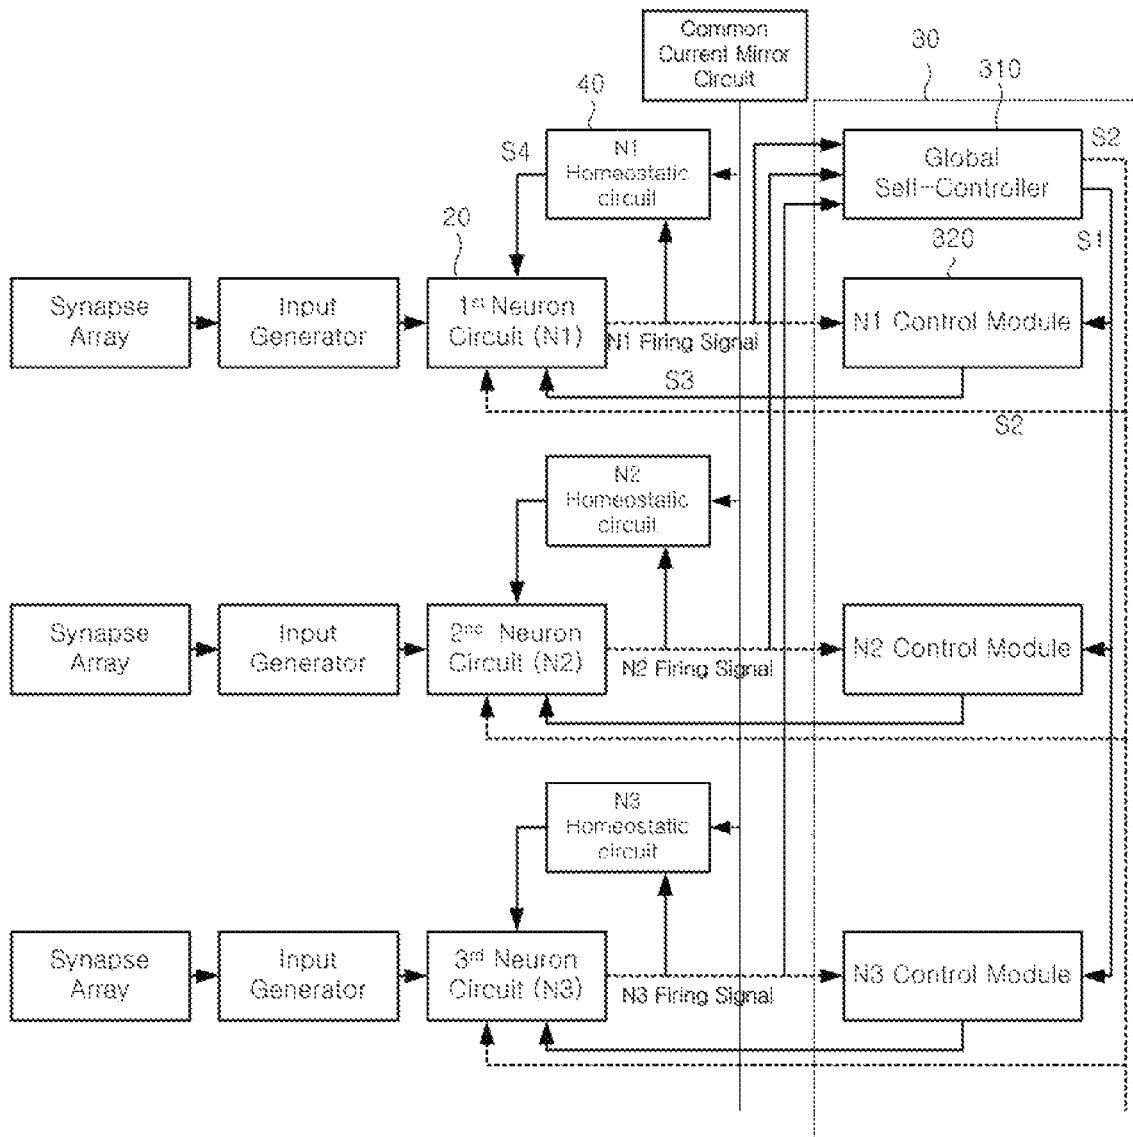 Common
Current Mirror
Circuit
30
310
40
N1
Homeostatic
circuit
S4
Global
Self-Controller
S2
S1
20
320
Synapse
Array
Input
Generator
1st Neuron
Circuit (N1)
N1 Firing Signal
N1 Control Module
S3
S2
N2
Homeostatic
circuit
Synapse
Array
Input
Generator
2nd Neuron
Circuit (N2)
N2 Firing Signal
N2 Control Module
N3
Homeostatic
circuit
Synapse
Array
Input
Generator
3rd Neuron
Circuit (N3)
N3 Firing Signal
N3 Control Module